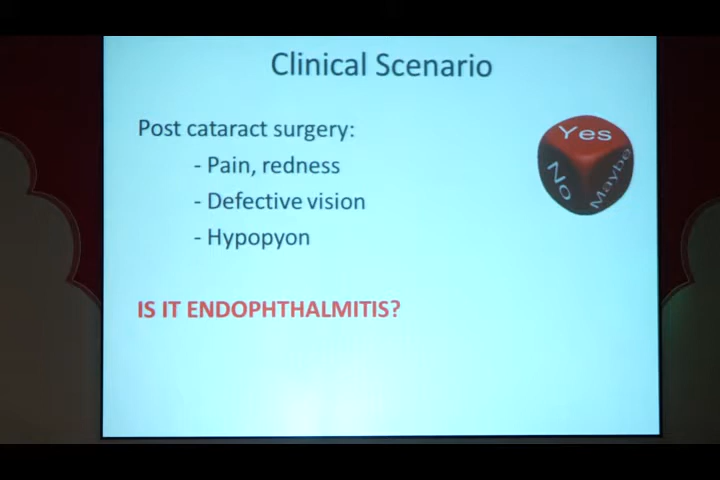 Clinical Scenario
Post cataract surgery:
- Pain, redness
- Defective vision
- Hypopyon
IS IT ENDOPHTHALMITIS?
Yes
No
Maybe